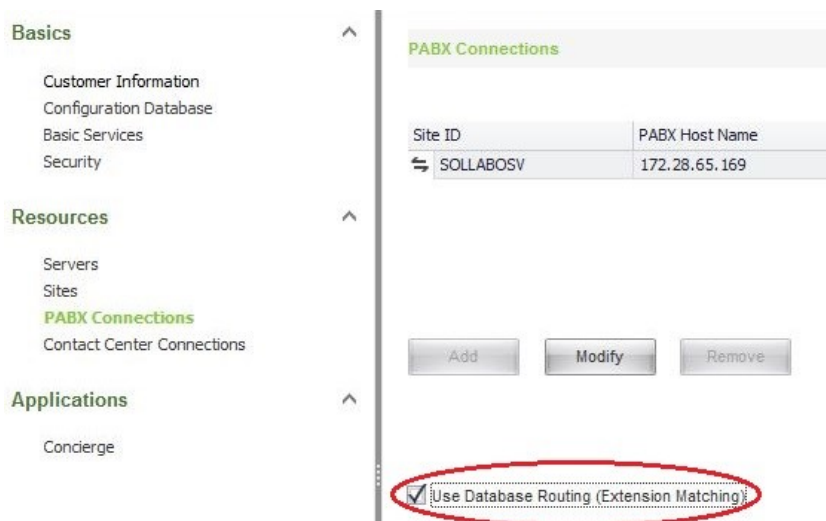 Basics
Customer Information
Configuration Database
Basic Services
Security
Resources
Servers
Sites
PABX Connections
Contact Center Connections
Applications
Concierge
PABX Connections
Site ID PABX Host Name
SOLLABOSV 172.28.65.169
Add Modify Remove
Use Database Routing (Extension Matching)